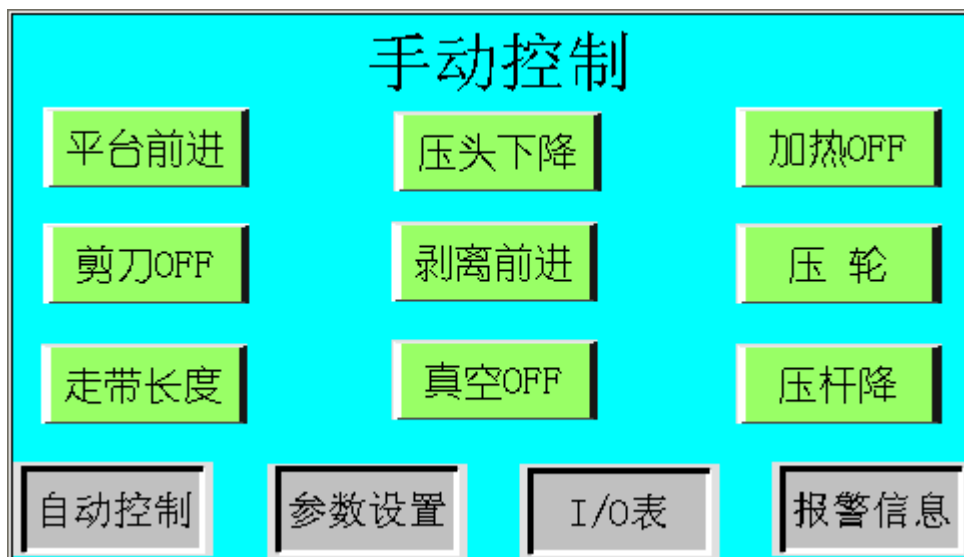 手动控制
平台前进 压头下降 加热OFF
剪刀OFF 剥离前进 压 轮
走带长度 真空OFF 压杆降
自动控制 参数设置 I/O表 报警信息